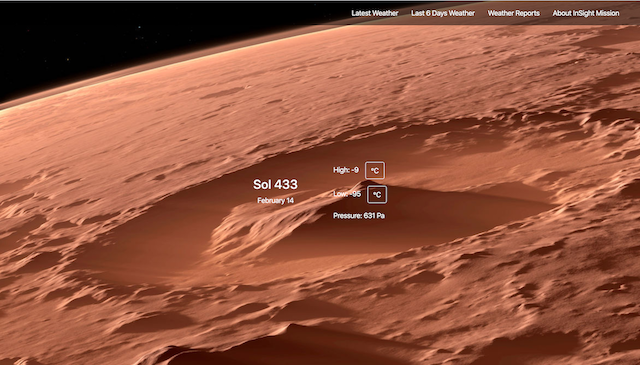 Latest Weather Last 6 Days Weather Weather Reports About InSight Mission
Sol 433
February 14
High: -9 °C
Low: -95 °C
Pressure: 631 Pa